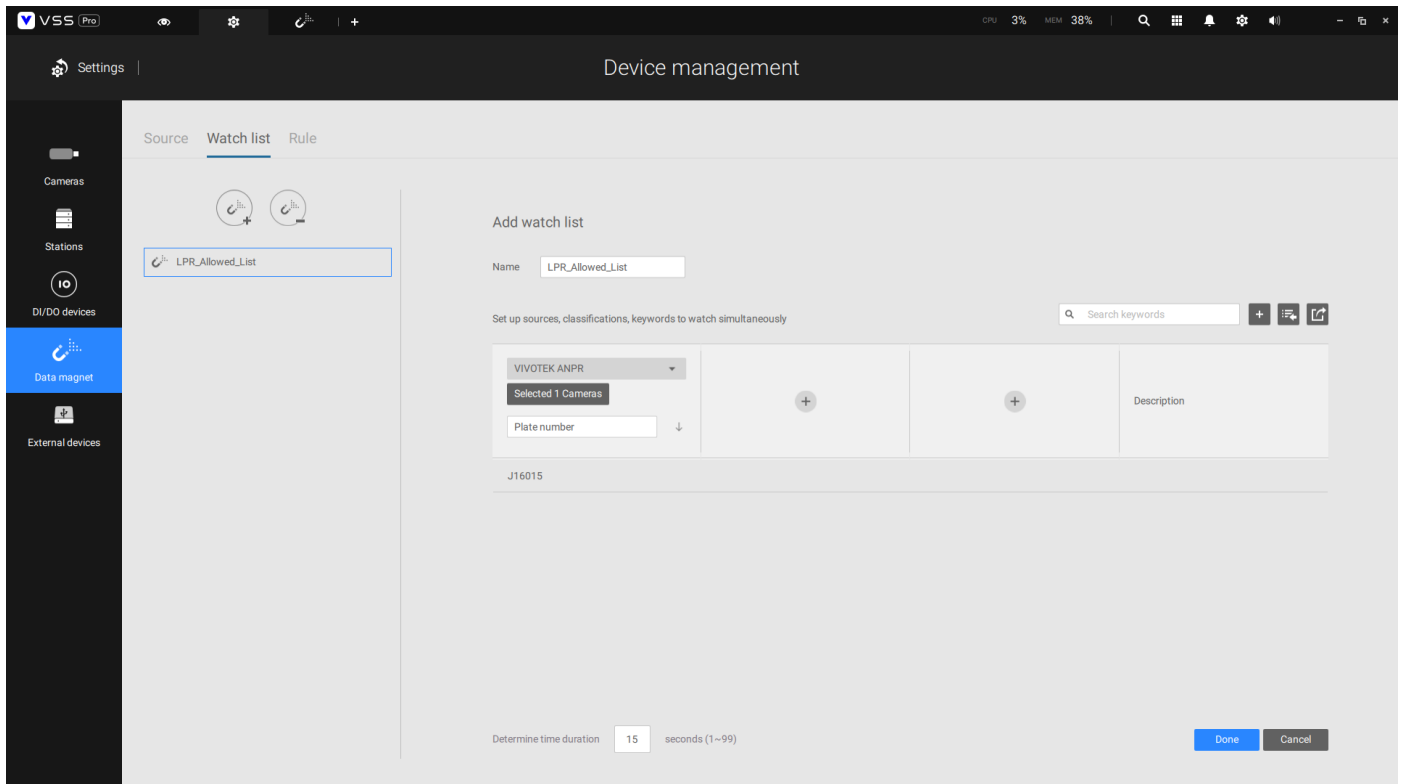 VSS Pro
CPU 3% MEM 38%
Settings
Device management
Cameras
Stations
IO
DI/DO devices
Data magnet
External devices
Source Watch list Rule
LPR_Allowed_List
Add watch list
Name LPR_Allowed_List
Set up sources, classifications, keywords to watch simultaneously
Search keywords
VIVOTEK ANPR
Selected 1 Cameras
Plate number
Description
J16015
Determine time duration 15 seconds (1~99)
Done Cancel